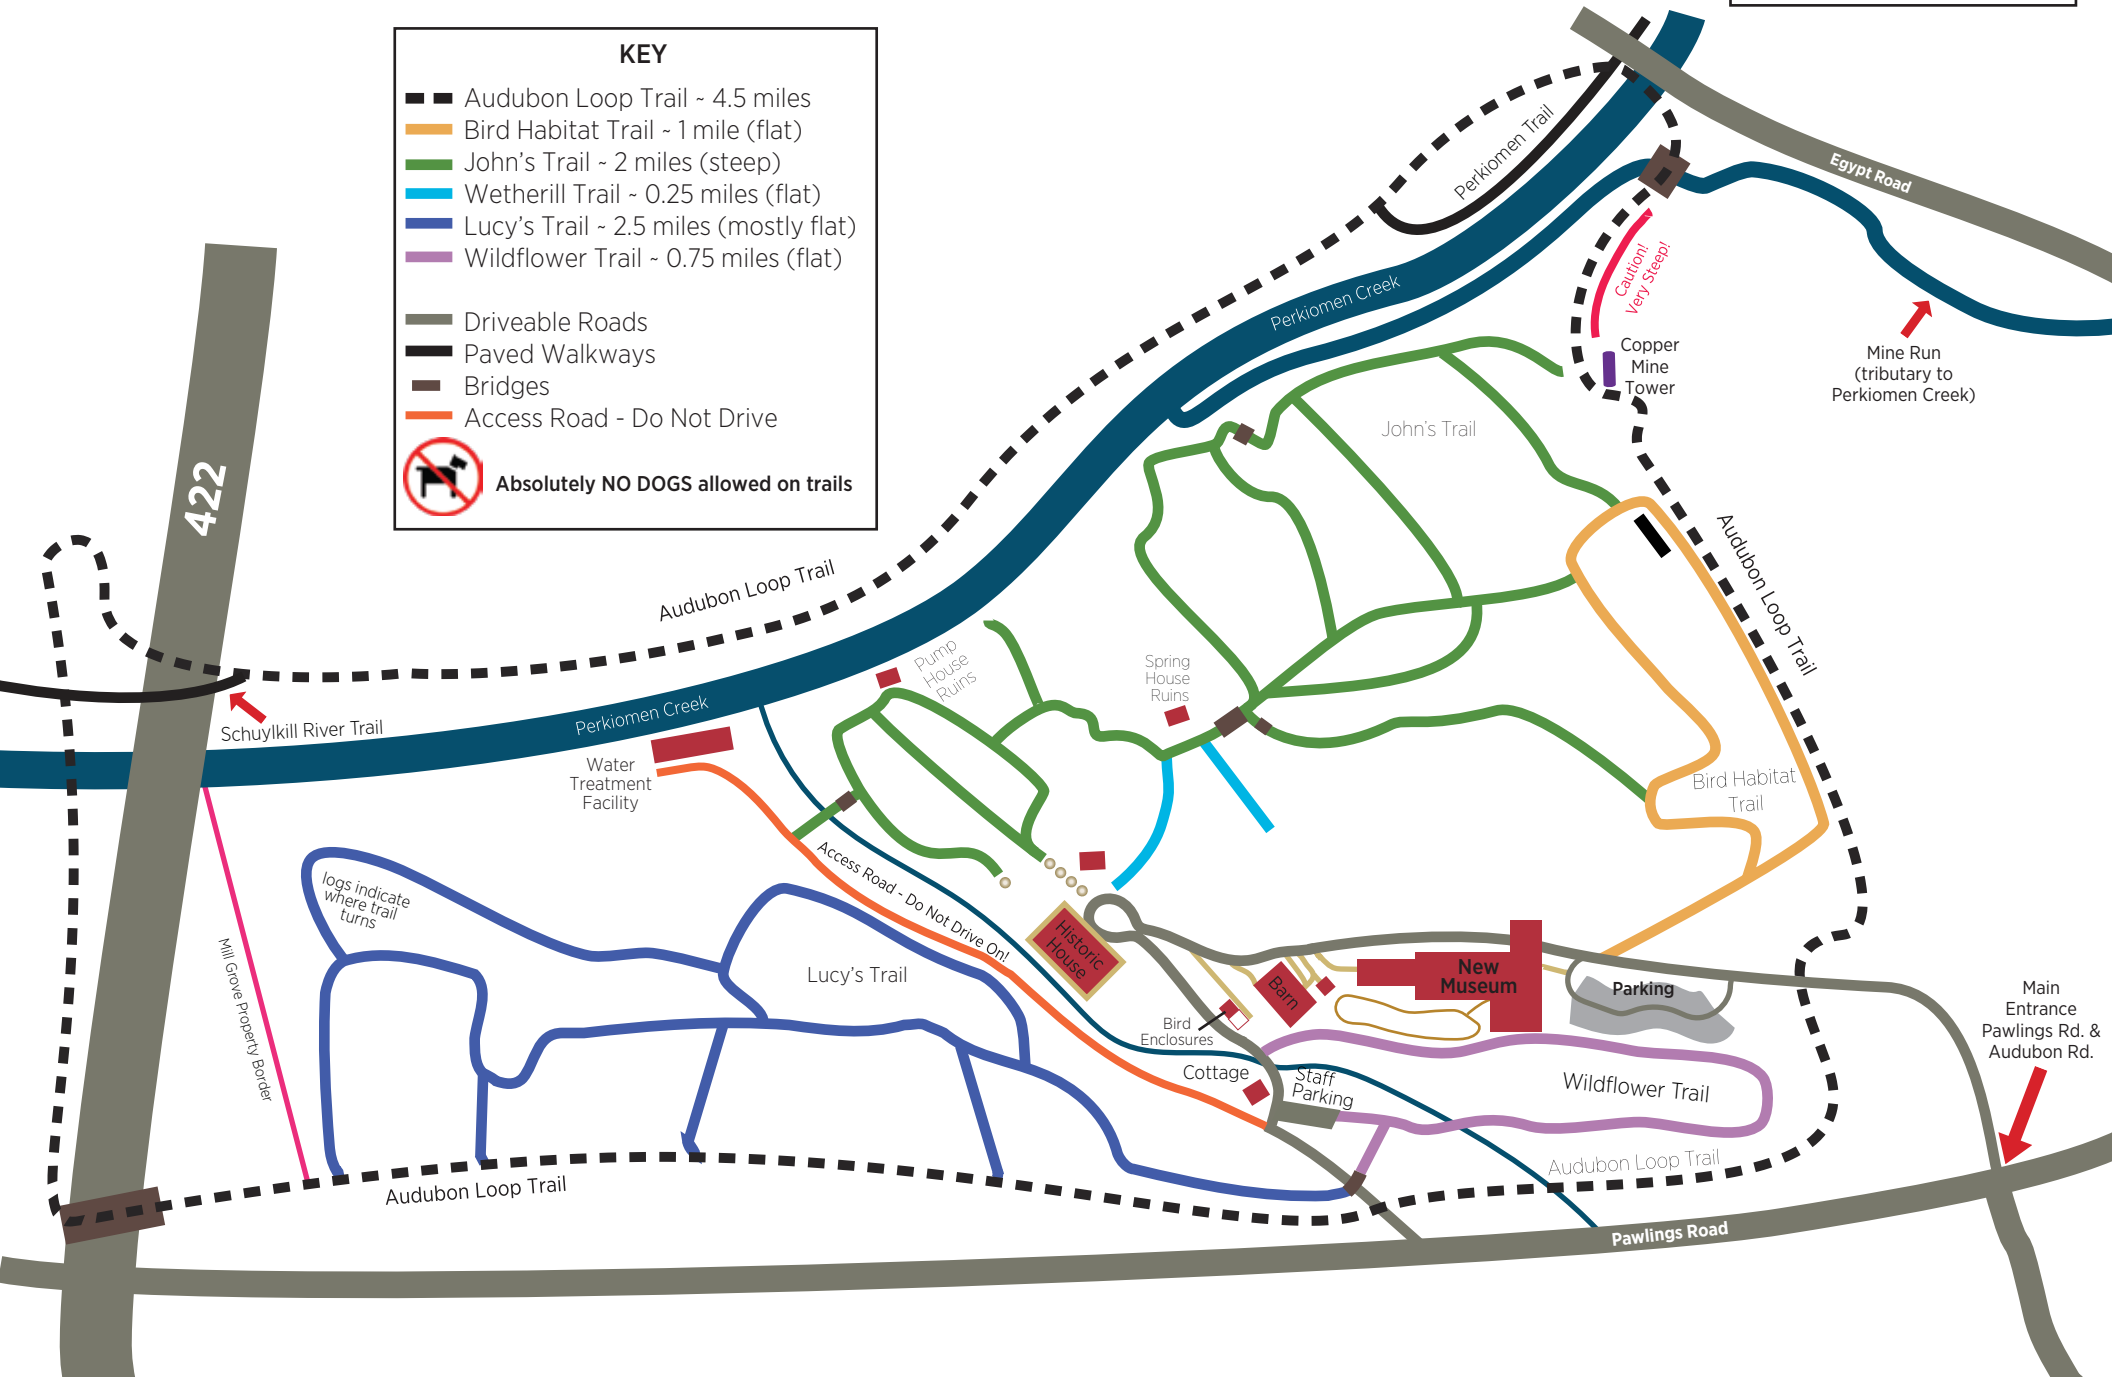 KEY
Audubon Loop Trail ~ 4.5 miles
Bird Habitat Trail ~ 1 mile (flat)
John's Trail ~ 2 miles (steep)
Wetherill Trail ~ 0.25 miles (flat)
Lucy's Trail ~ 2.5 miles (mostly flat)
Wildflower Trail ~ 0.75 miles (flat)
Driveable Roads
Paved Walkways
Bridges
Access Road - Do Not Drive
Absolutely NO DOGS allowed on trails
Perkiomen Trail
Egypt Road
Perkiomen Creek
Caution!
Very Steep!
Copper
Mine
Tower
Mine Run
(tributary to
Perkiomen Creek)
John's Trail
422
Audubon Loop Trail
Audubon Loop Trail
Pump
House
Ruins
Spring
House
Ruins
Schuylkill River Trail
Perkiomen Creek
Water
Treatment
Facility
Bird Habitat
Trail
Access Road - Do Not Drive On!
logs indicate
where trail
turns
Mill Grove Property Border
Lucy's Trail
Historic
House
Barn
New
Museum
Parking
Bird
Enclosures
Cottage
Staff
Parking
Wildflower Trail
Main
Entrance
Pawlings Rd. &
Audubon Rd.
Audubon Loop Trail
Audubon Loop Trail
Pawlings Road